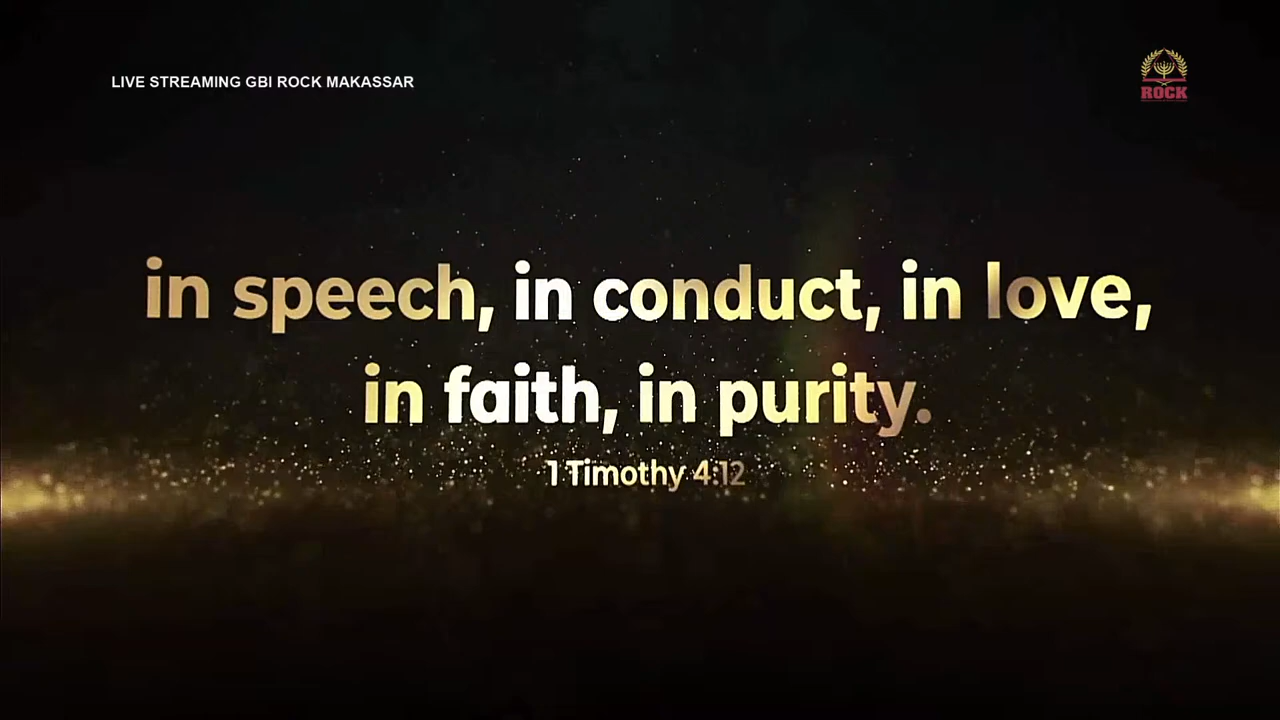 LIVE STREAMING GBI ROCK MAKASSAR
ROCK
in speech, in conduct, in love,
in faith, in purity.
1 Timothy 4:12